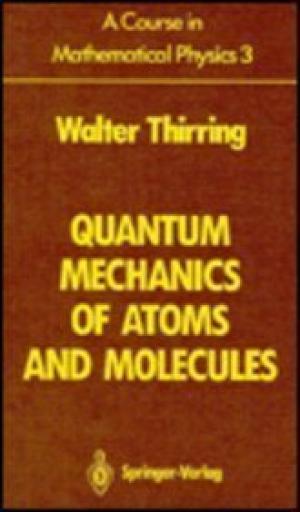 A Course in
Mathematical Physics 3
Walter Thirring
QUANTUM
MECHANICS
OF ATOMS
AND MOLECULES
Springer-Verlag